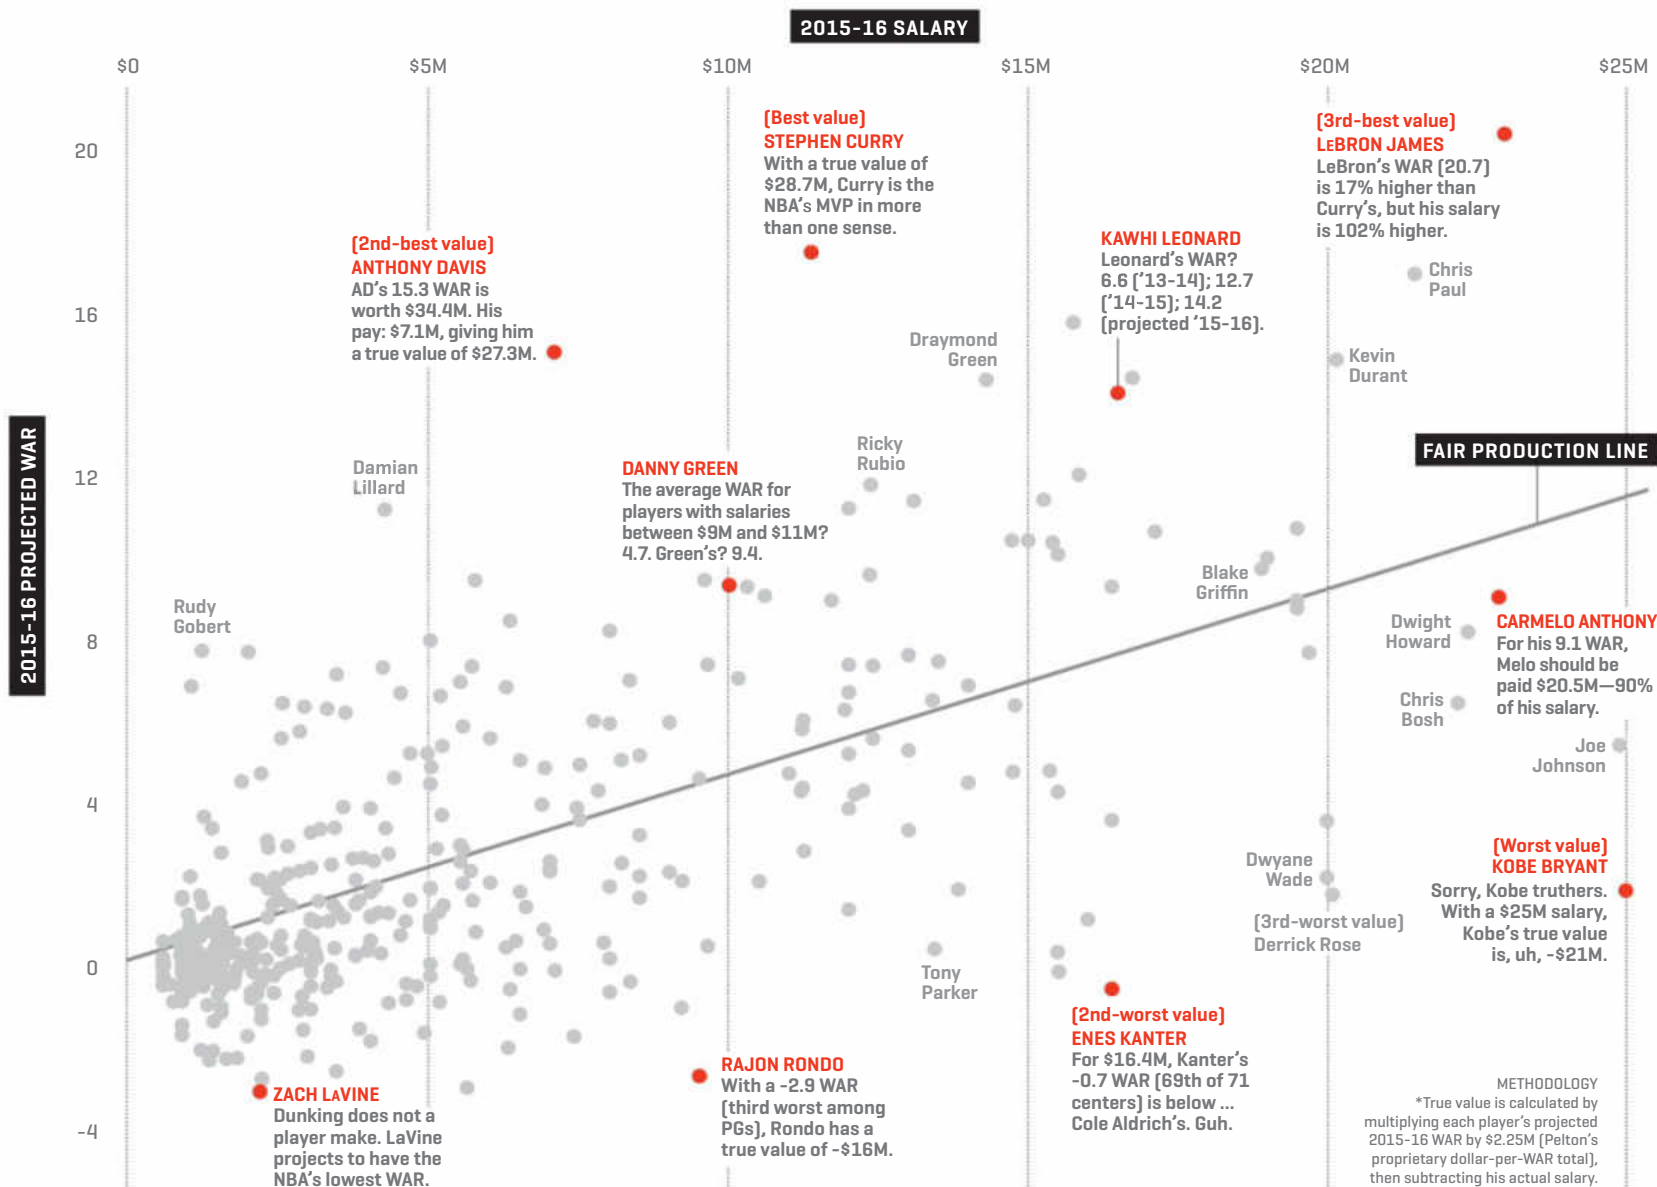 2015-16 SALARY
$0
$5M
$10M
$15M
$20M
$25M
2015-16 PROJECTED WAR
20
16
12
8
4
0
-4
(Best value)
STEPHEN CURRY
With a true value of
$28.7M, Curry is the
NBA's MVP in more
than one sense.
(3rd-best value)
LEBRON JAMES
LeBron's WAR (20.7)
is 17% higher than
Curry's, but his salary
is 102% higher.
(2nd-best value)
ANTHONY DAVIS
AD's 15.3 WAR is
worth $34.4M. His
pay: $7.1M, giving him
a true value of $27.3M.
KAWHI LEONARD
Leonard's WAR?
6.6 ('13-14); 12.7
('14-15); 14.2
(projected '15-16).
Chris
Paul
Draymond
Green
Kevin
Durant
FAIR PRODUCTION LINE
Damian
Lillard
Ricky
Rubio
DANNY GREEN
The average WAR for
players with salaries
between $9M and $11M?
4.7. Green's? 9.4.
Blake
Griffin
Rudy
Gobert
Dwight
Howard
CARMELO ANTHONY
For his 9.1 WAR,
Melo should be
paid $20.5M—90%
of his salary.
Chris
Bosh
Joe
Johnson
Dwyane
Wade
(3rd-worst value)
Derrick Rose
(Worst value)
KOBE BRYANT
Sorry, Kobe truthers.
With a $25M salary,
Kobe's true value
is, uh, -$21M.
Tony
Parker
(2nd-worst value)
ENES KANTER
For $16.4M, Kanter's
-0.7 WAR (69th of 71
centers) is below ...
Cole Aldrich's. Guh.
RAJON RONDO
With a -2.9 WAR
(third worst among
PGs), Rondo has a
true value of -$16M.
ZACH LAVINE
Dunking does not a
player make. LaVine
projects to have the
NBA's lowest WAR.
METHODOLOGY
*True value is calculated by
multiplying each player's projected
2015-16 WAR by $2.25M (Pelton's
proprietary dollar-per-WAR total),
then subtracting his actual salary.